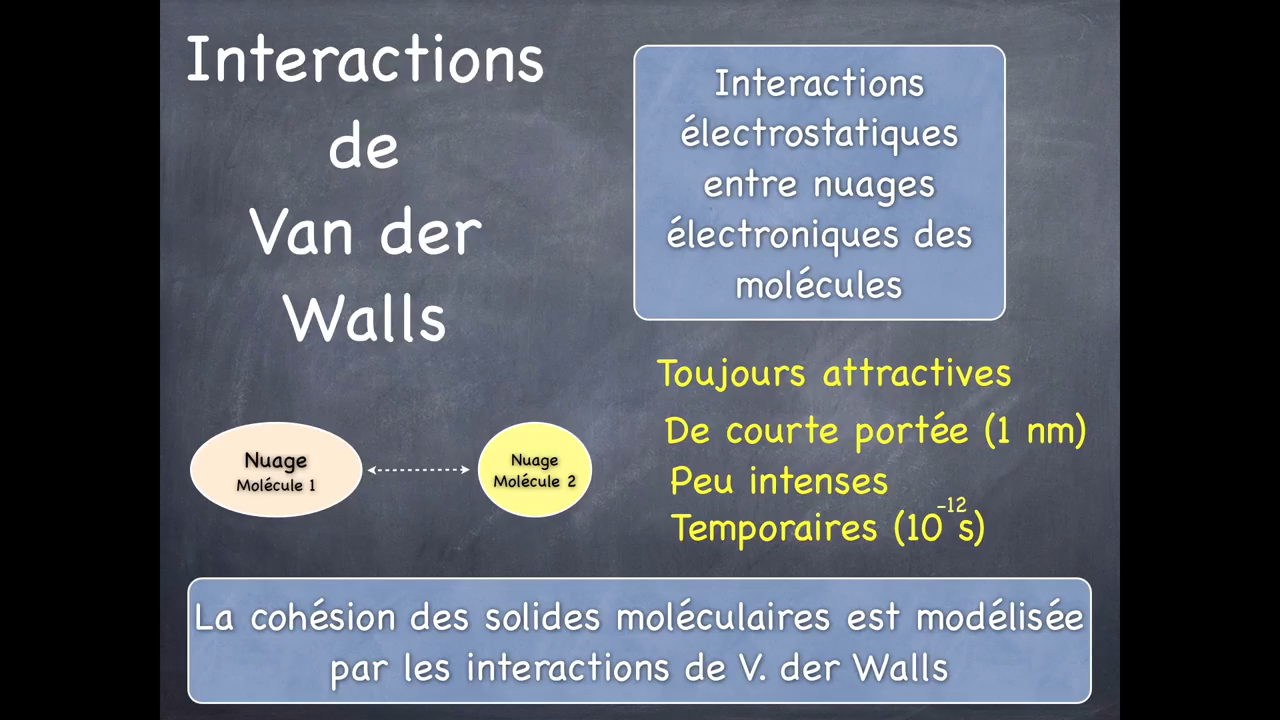 Interactions
de
Van der
Walls
Interactions
électrostatiques
entre nuages
électroniques des
molécules
Toujours attractives
De courte portée (1 nm)
Peu intenses
Temporaires (10⁻¹² s)
Nuage
Molécule 1
Nuage
Molécule 2
La cohésion des solides moléculaires est modélisée
par les interactions de V. der Walls